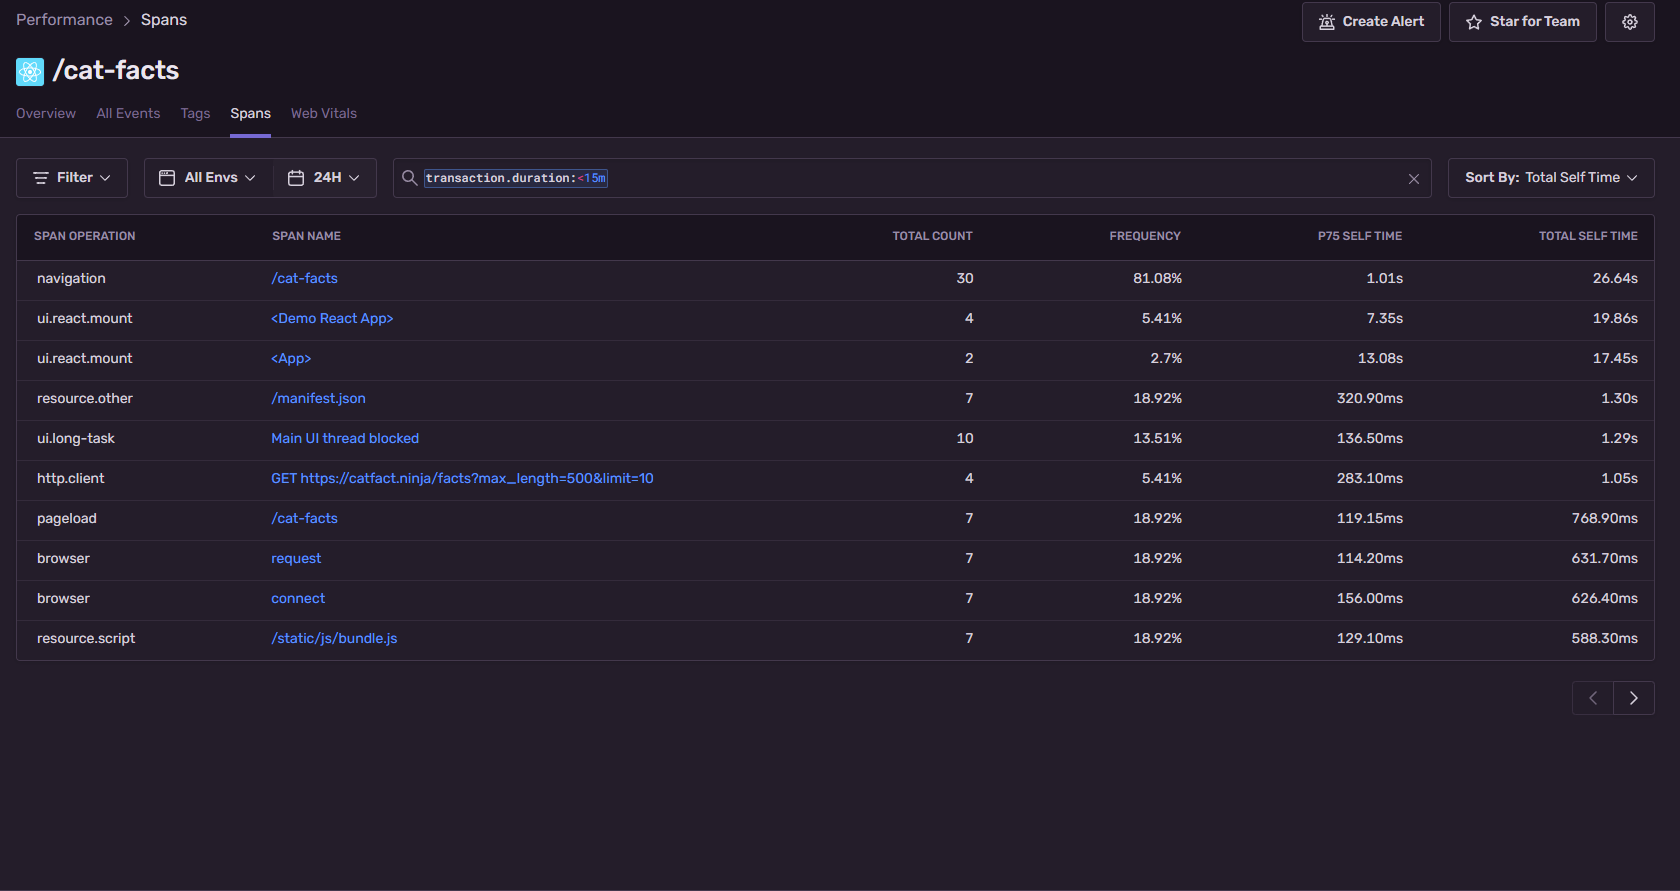 Performance > Spans
Create Alert
Star for Team
/cat-facts
Overview All Events Tags Spans Web Vitals
Filter
All Envs
24H
transaction.duration:<15m
Sort By: Total Self Time
SPAN OPERATION SPAN NAME TOTAL COUNT FREQUENCY P75 SELF TIME TOTAL SELF TIME
navigation /cat-facts 30 81.08% 1.01s 26.64s
ui.react.mount <Demo React App> 4 5.41% 7.35s 19.86s
ui.react.mount <App> 2 2.7% 13.08s 17.45s
resource.other /manifest.json 7 18.92% 320.90ms 1.30s
ui.long-task Main UI thread blocked 10 13.51% 136.50ms 1.29s
http.client GET https://catfact.ninja/facts?max_length=500&limit=10 4 5.41% 283.10ms 1.05s
pageload /cat-facts 7 18.92% 119.15ms 768.90ms
browser request 7 18.92% 114.20ms 631.70ms
browser connect 7 18.92% 156.00ms 626.40ms
resource.script /static/js/bundle.js 7 18.92% 129.10ms 588.30ms